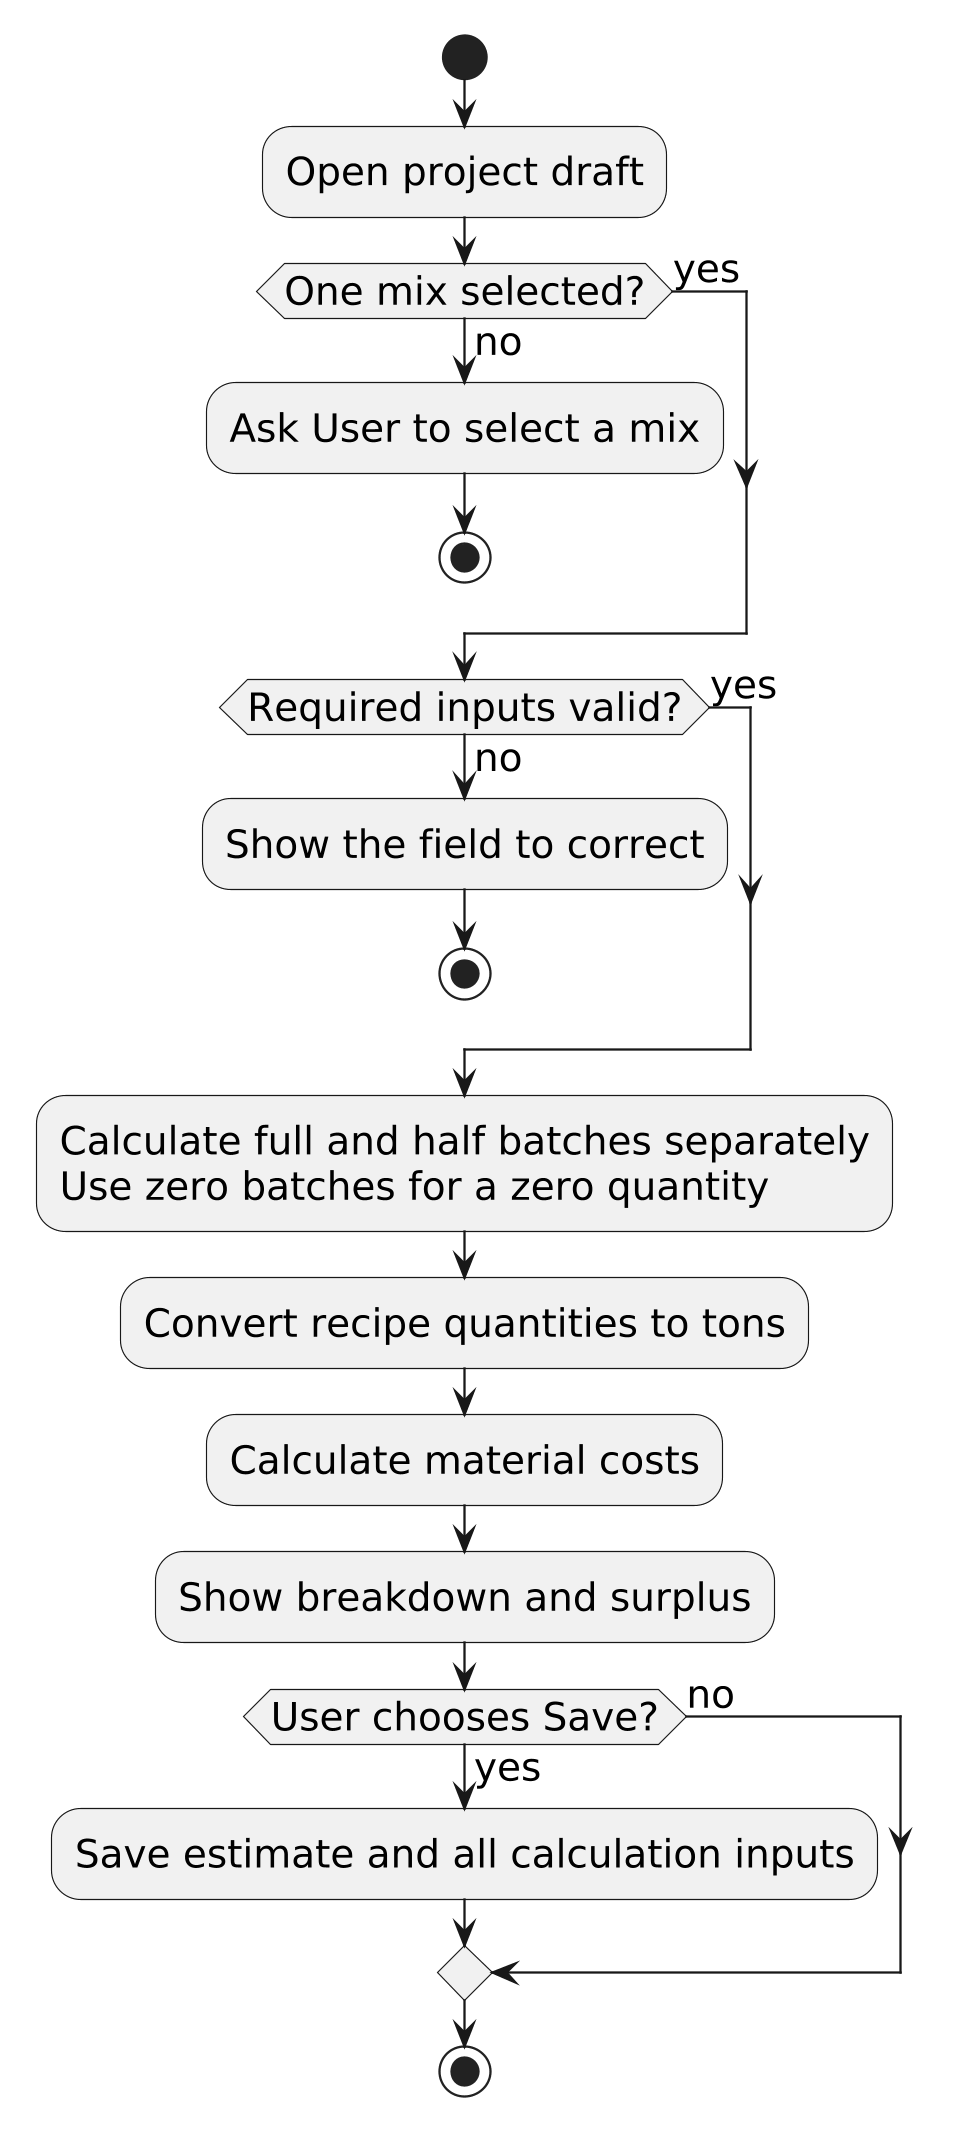 Open project draft
One mix selected?
yes
no
Ask User to select a mix
Required inputs valid?
yes
no
Show the field to correct
Calculate full and half batches separately
Use zero batches for a zero quantity
Convert recipe quantities to tons
Calculate material costs
Show breakdown and surplus
User chooses Save?
no
yes
Save estimate and all calculation inputs